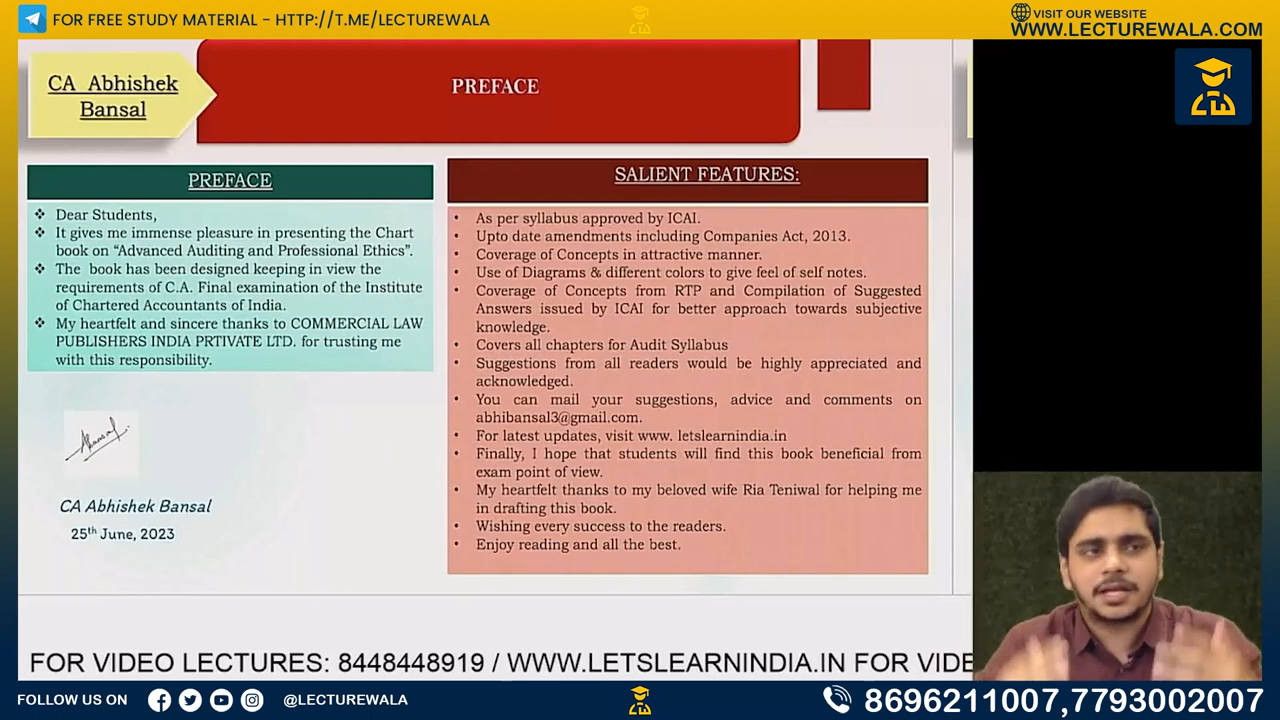 FOR FREE STUDY MATERIAL - HTTP://T.ME/LECTUREWALA
VISIT OUR WEBSITE
WWW.LECTUREWALA.COM
CA Abhishek
Bansal
PREFACE
PREFACE
❖ Dear Students,
❖ It gives me immense pleasure in presenting the Chart
book on “Advanced Auditing and Professional Ethics”.
❖ The book has been designed keeping in view the
requirements of C.A. Final examination of the Institute
of Chartered Accountants of India.
❖ My heartfelt and sincere thanks to COMMERCIAL LAW
PUBLISHERS INDIA PRTIVATE LTD. for trusting me
with this responsibility.
CA Abhishek Bansal
25th June, 2023
SALIENT FEATURES:
• As per syllabus approved by ICAI.
• Upto date amendments including Companies Act, 2013.
• Coverage of Concepts in attractive manner.
• Use of Diagrams & different colors to give feel of self notes.
• Coverage of Concepts from RTP and Compilation of Suggested
Answers issued by ICAI for better approach towards subjective
knowledge.
• Covers all chapters for Audit Syllabus
• Suggestions from all readers would be highly appreciated and
acknowledged.
• You can mail your suggestions, advice and comments on
abhibansal3@gmail.com.
• For latest updates, visit www. letslearnindia.in
• Finally, I hope that students will find this book beneficial from
exam point of view.
• My heartfelt thanks to my beloved wife Ria Teniwal for helping me
in drafting this book.
• Wishing every success to the readers.
• Enjoy reading and all the best.
FOR VIDEO LECTURES: 8448448919 / WWW.LETSLEARNINDIA.IN FOR VIDE
FOLLOW US ON
@LECTUREWALA
8696211007,7793002007